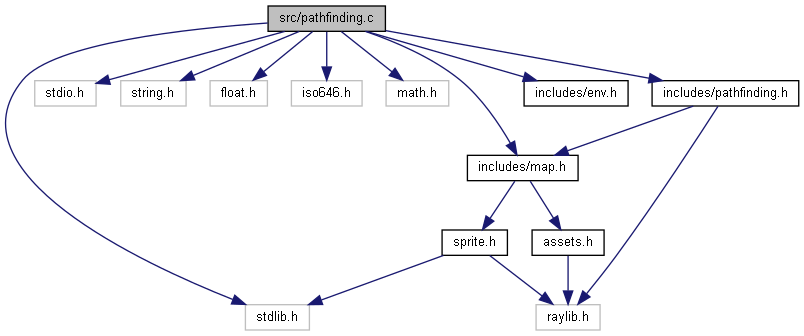 src/pathfinding.c
stdio.h
string.h
float.h
iso646.h
math.h
includes/env.h
includes/pathfinding.h
includes/map.h
sprite.h
assets.h
stdlib.h
raylib.h